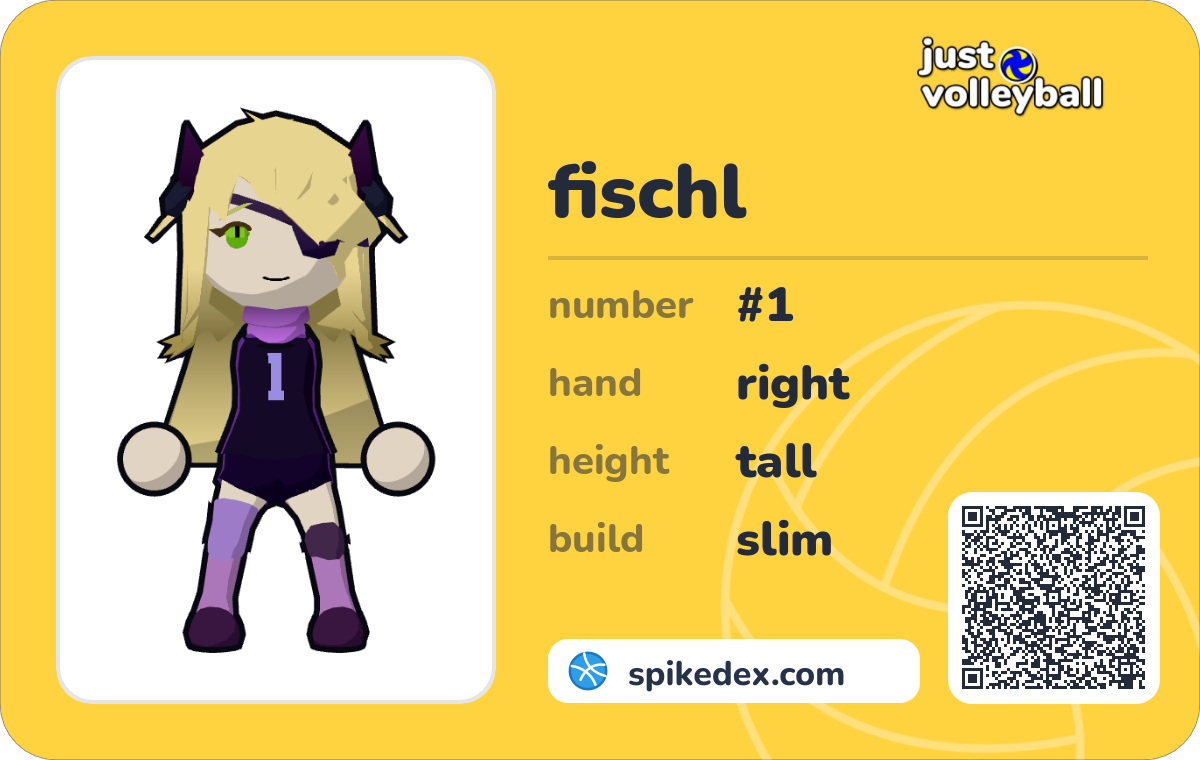 just
volleyball
fischl
number #1
hand right
height tall
build slim
1
spikedex.com